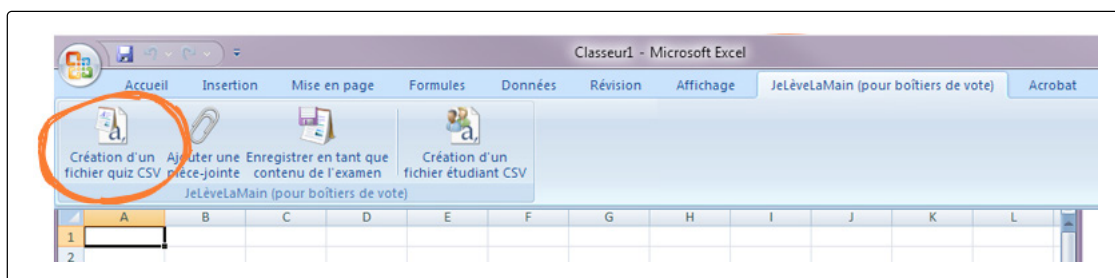 Classeur1 - Microsoft Excel
Accueil Insertion Mise en page Formules Données Révision Affichage JeLèveLaMain (pour boîtiers de vote) Acrobat
Création d'un Ajouter une Enregistrer en tant que Création d'un
fichier quiz CSV pièce-jointe contenu de l'examen fichier étudiant CSV
JeLèveLaMain (pour boîtiers de vote)
A B C D E F G H I J K L
1
2